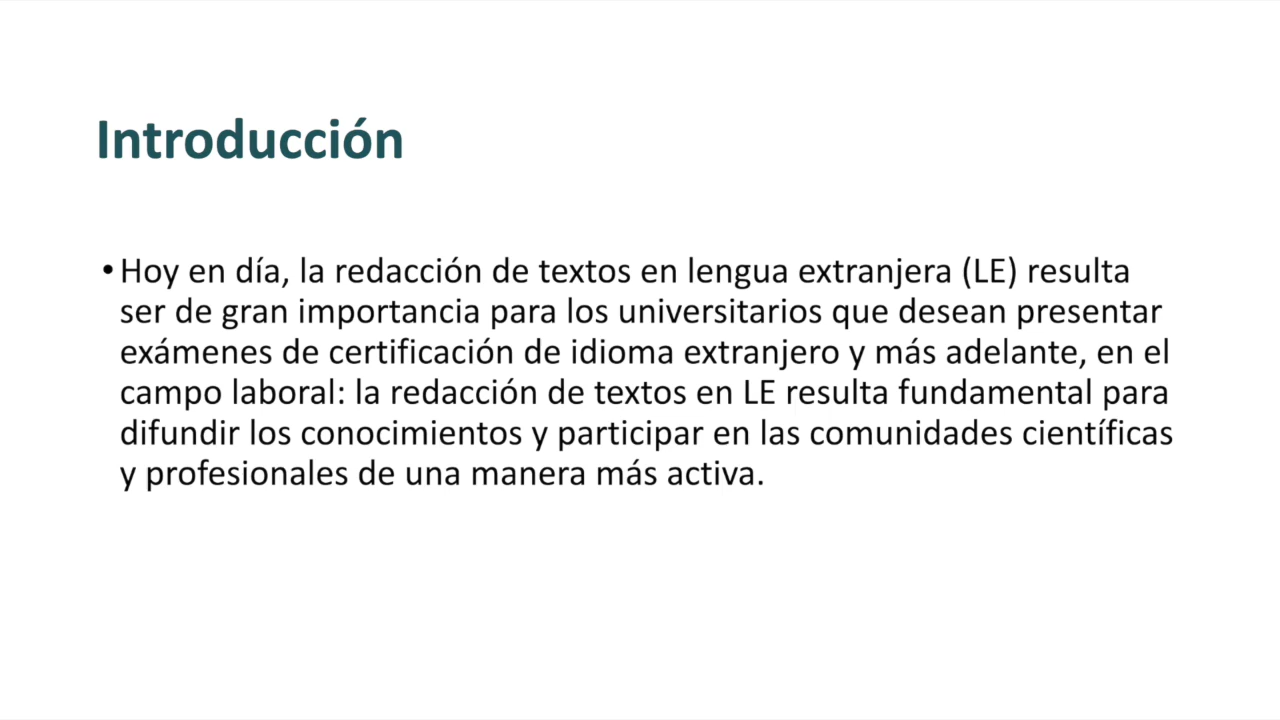 Introducción
• Hoy en día, la redacción de textos en lengua extranjera (LE) resulta
ser de gran importancia para los universitarios que desean presentar
exámenes de certificación de idioma extranjero y más adelante, en el
campo laboral: la redacción de textos en LE resulta fundamental para
difundir los conocimientos y participar en las comunidades científicas
y profesionales de una manera más activa.